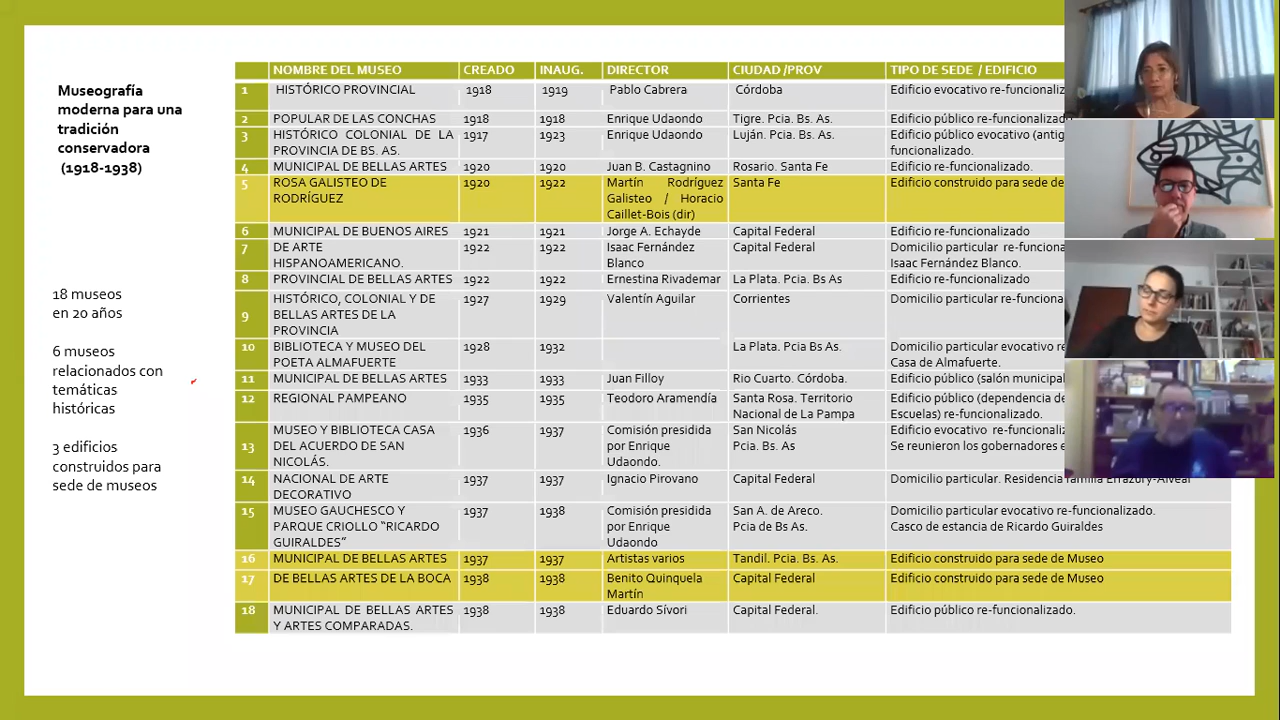 Museografía
moderna para una
tradición
conservadora
(1918-1938)
18 museos
en 20 años
6 museos
relacionados con
temáticas
históricas
3 edificios
construidos para
sede de museos
NOMBRE DEL MUSEO CREADO INAUG. DIRECTOR CIUDAD /PROV TIPO DE SEDE / EDIFICIO
1 HISTÓRICO PROVINCIAL 1918 1919 Pablo Cabrera Córdoba Edificio evocativo
2 POPULAR DE LAS CONCHAS 1918 1918 Enrique Udaondo Tigre. Pcia. Bs. As. Edificio público re-funcionalizado.
3 HISTÓRICO COLONIAL DE LA 1917 1923 Enrique Udaondo Luján. Pcia. Bs. As. Edificio público evocativo
PROVINCIA DE BS. AS. funcionalizado.
4 MUNICIPAL DE BELLAS ARTES 1920 1920 Juan B. Castagnino Rosario. Santa Fe Edificio re-funcionalizado.
5 ROSA GALISTEO DE 1920 1922 Martín Rodríguez Santa Fe Edificio construido para sede de
RODRÍGUEZ Galisteo / Horacio
Caillet-Bois (dir)
6 MUNICIPAL DE BUENOS AIRES 1921 1921 Jorge A. Echayde Capital Federal Edificio re-funcionalizado
7 DE ARTE 1922 1922 Isaac Fernández Capital Federal Domicilio particular
HISPANOAMERICANO. Blanco Isaac Fernández Blanco.
8 PROVINCIAL DE BELLAS ARTES 1922 1922 Ernestina Rivademar La Plata. Pcia. Bs As Edificio re-funcionalizado
9 HISTÓRICO, COLONIAL Y DE 1927 1929 Valentín Aguilar Corrientes Domicilio particular
BELLAS ARTES DE LA
PROVINCIA
10 BIBLIOTECA Y MUSEO DEL 1928 1932 La Plata. Pcia Bs As. Domicilio particular evocativo
POETA ALMAFUERTE Casa de Almafuerte.
11 MUNICIPAL DE BELLAS ARTES 1933 1933 Juan Filloy Rio Cuarto. Córdoba. Edificio público (salón municipal
12 REGIONAL PAMPEANO 1935 1935 Teodoro Aramendía Santa Rosa. Territorio Edificio público (dependencia de
Nacional de La Pampa Escuelas) re-funcionalizado.
13 MUSEO Y BIBLIOTECA CASA 1936 1937 Comisión presidida San Nicolás Edificio evocativo
DEL ACUERDO DE SAN por Enrique Pcia. Bs. As Se reunieron los gobernadores
NICOLÁS. Udaondo.
14 NACIONAL DE ARTE 1937 1937 Ignacio Pirovano Capital Federal Domicilio particular. Residencia familia Errázuriz-Alvear
DECORATIVO
15 MUSEO GAUCHESCO Y 1937 1938 Comisión presidida San A. de Areco. Domicilio particular evocativo re-funcionalizado.
PARQUE CRIOLLO “RICARDO por Enrique Pcia de Bs As. Casco de estancia de Ricardo Guiraldes
GUIRALDES” Udaondo
16 MUNICIPAL DE BELLAS ARTES 1937 1937 Artistas varios Tandil. Pcia. Bs. As. Edificio construido para sede de Museo
17 DE BELLAS ARTES DE LA BOCA 1938 1938 Benito Quinquela Capital Federal Edificio construido para sede de Museo
Martín
18 MUNICIPAL DE BELLAS ARTES 1938 1938 Eduardo Sívori Capital Federal. Edificio público re-funcionalizado.
Y ARTES COMPARADAS.